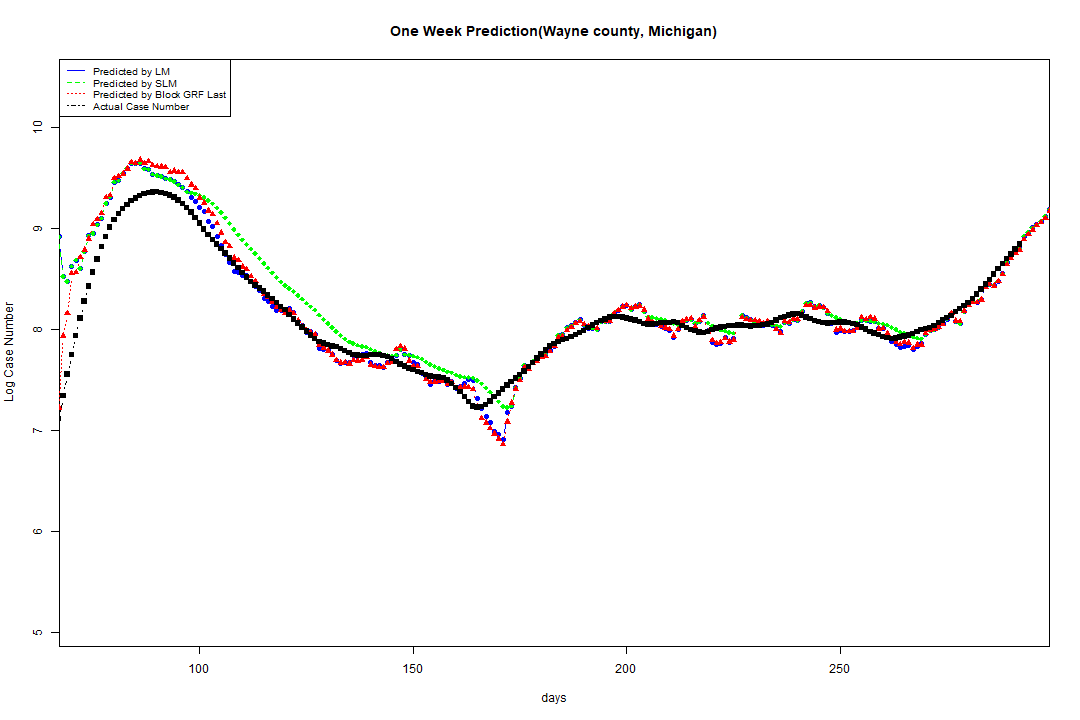 One Week Prediction(Wayne county, Michigan)
Predicted by LM
Predicted by SLM
Predicted by Block GRF Last
Actual Case Number
Log Case Number
10
9
8
7
6
5
100 150 200 250
days